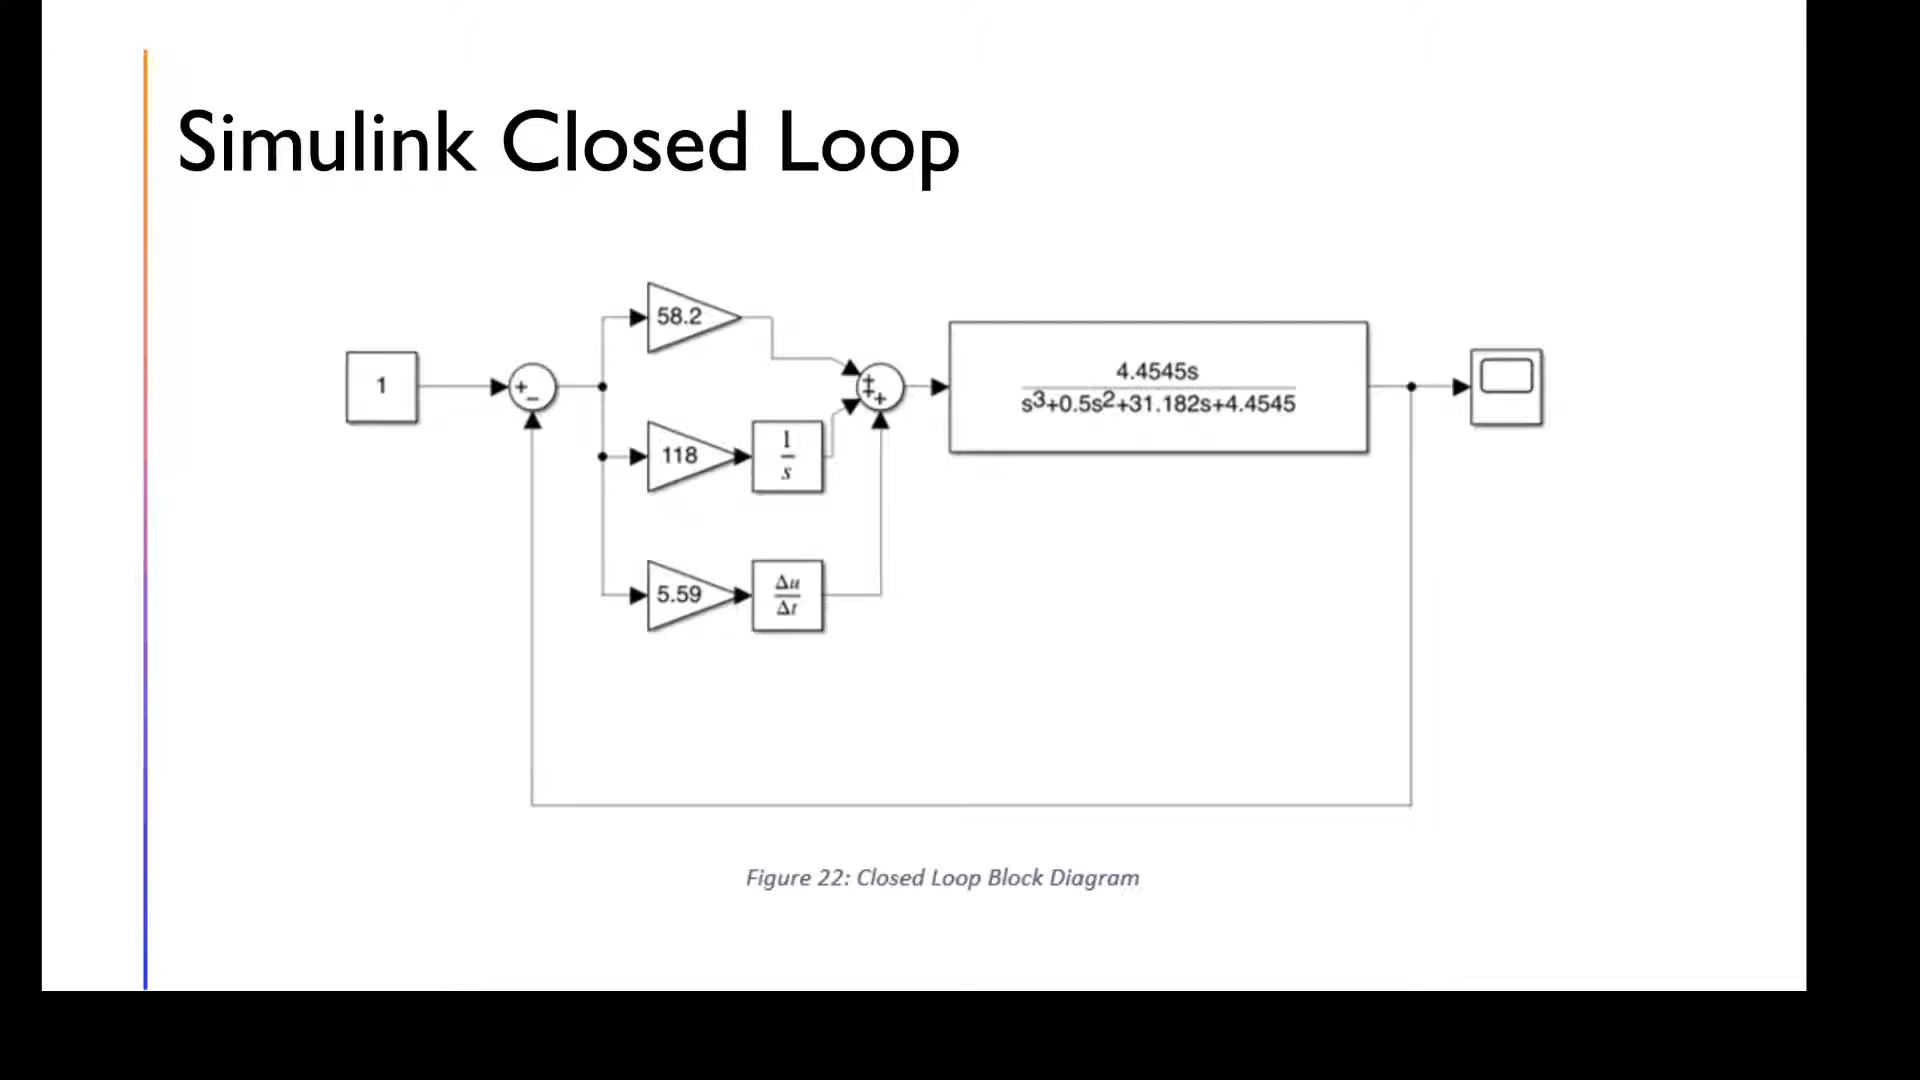 Simulink Closed Loop
58.2
1
+
−
+
+
+
4.4545s
s³+0.5s²+31.182s+4.4545
118
1
s
5.59
Δu
Δt
Figure 22: Closed Loop Block Diagram